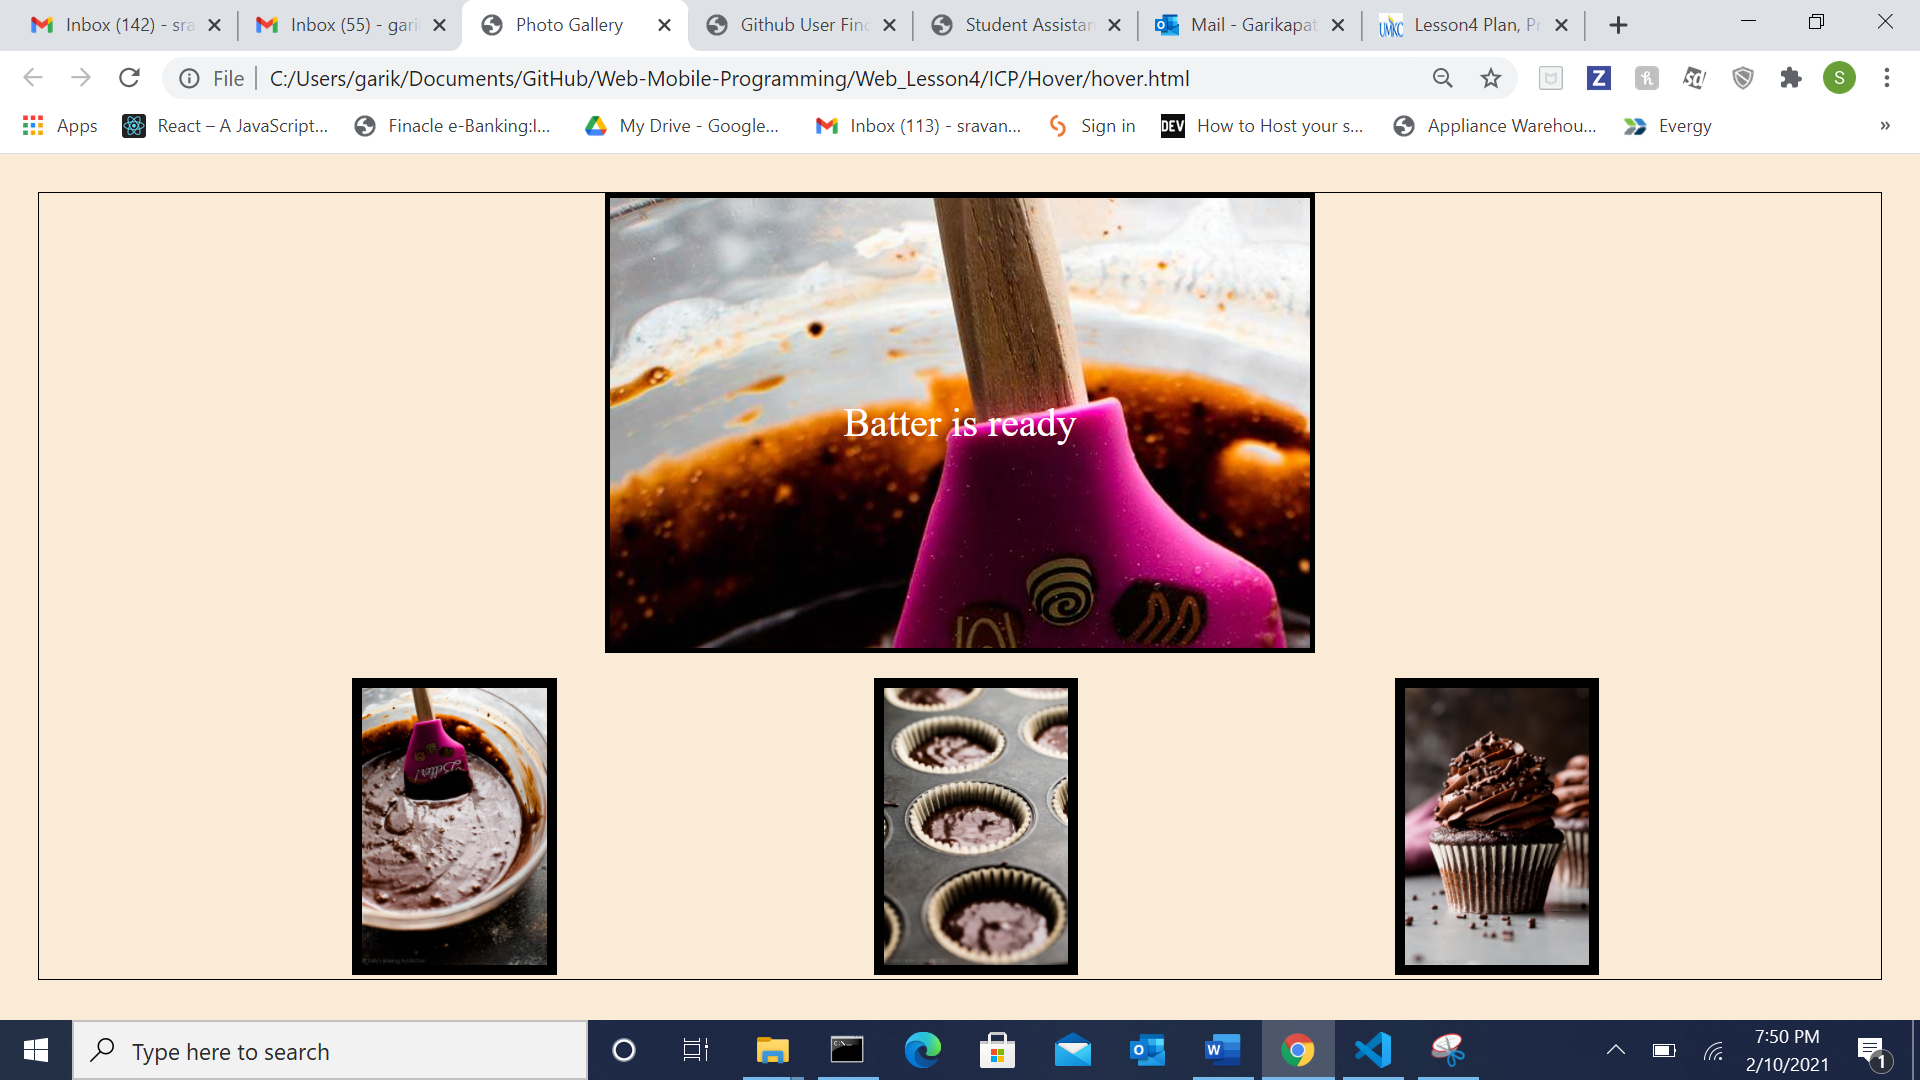 Inbox (142) - sra
Inbox (55) - gari
Photo Gallery
Github User Finc
Student Assistan
Mail - Garikapat
UMKC
Lesson4 Plan, Pr
File
C:/Users/garik/Documents/GitHub/Web-Mobile-Programming/Web_Lesson4/ICP/Hover/hover.html
Z
h
S
Apps
React – A JavaScript...
Finacle e-Banking:I...
My Drive - Google...
Inbox (113) - sravan...
Sign in
DEV
How to Host your s...
Appliance Warehou...
Evergy
»
Batter is ready
Type here to search
7:50 PM
2/10/2021
1